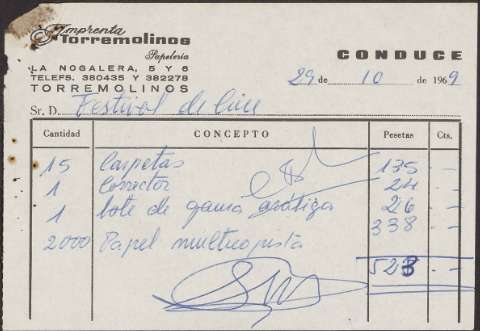 Imprenta
Torremolinos
Papelería
LA NOGALERA, 5 Y 6
TELEFS. 380435 Y 382278
TORREMOLINOS
CONDUCE
29 de 10 de 1969
Sr. D. Festival de Cine
Cantidad CONCEPTO Pesetas Cts.
15 Carpetas 135 -
1 Corrector 24 -
1 bote de goma arábiga 26 -
2000 Papel multicopista 338 -
523 -